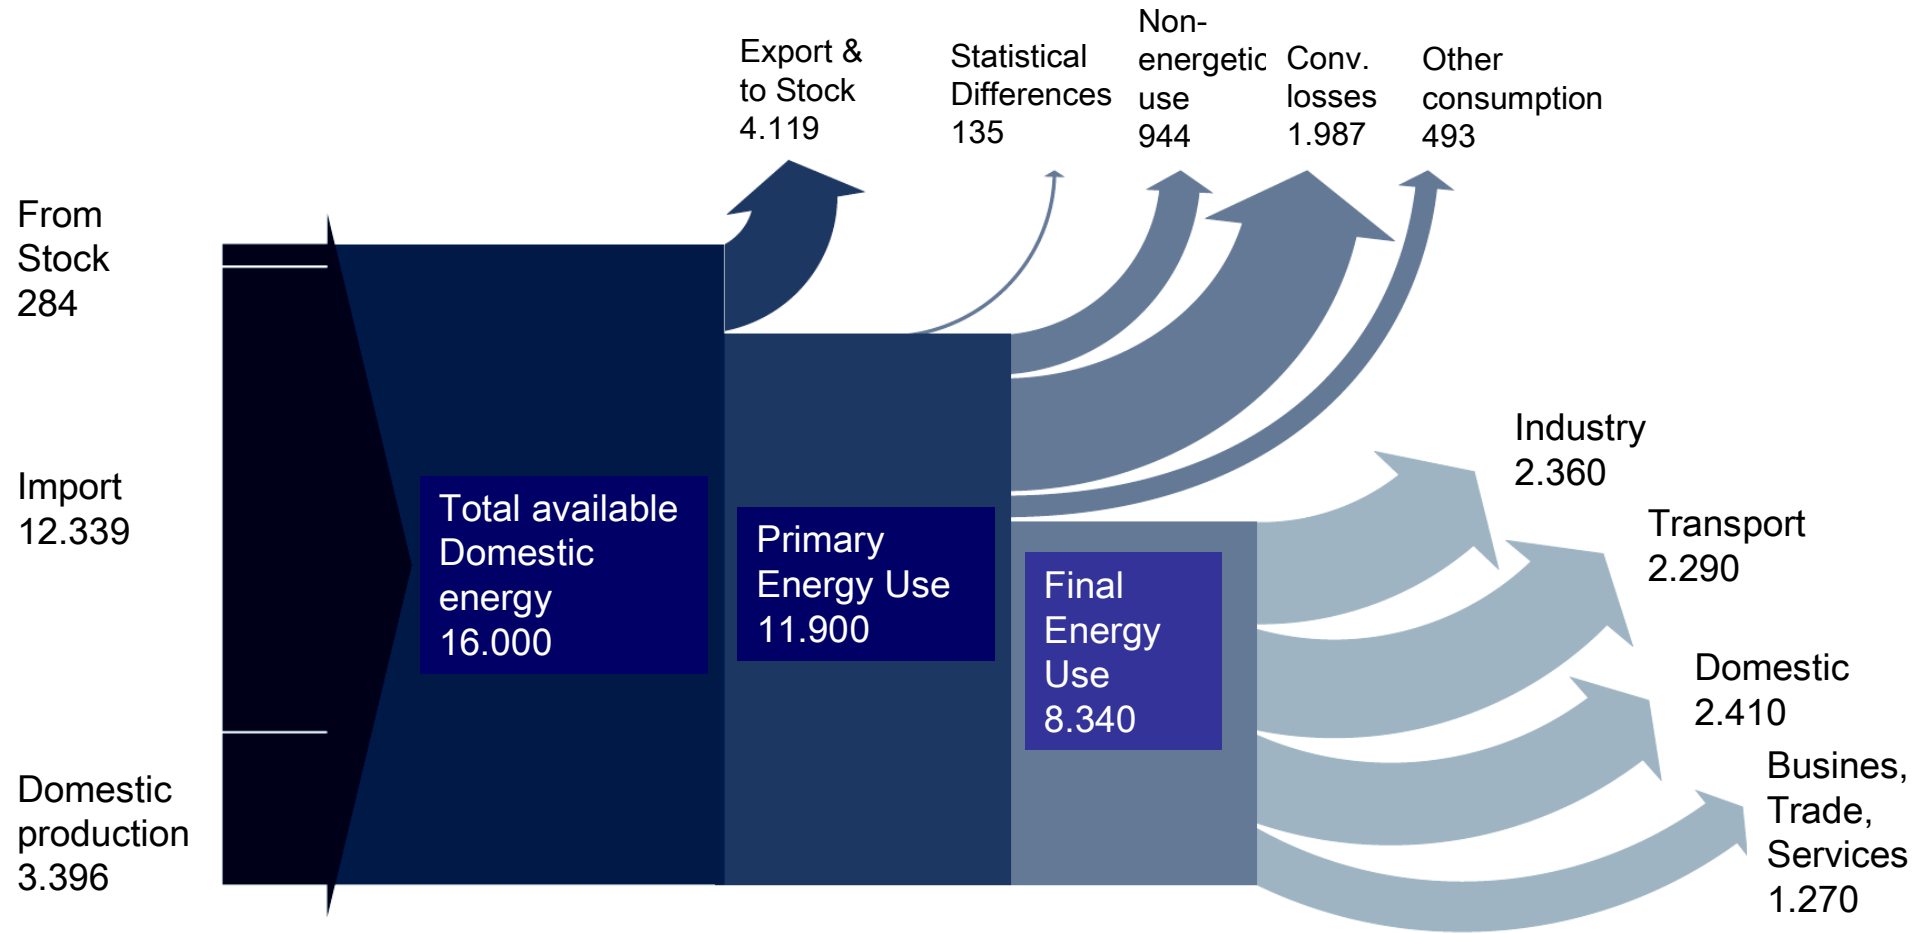 From
Stock
284
Import
12.339
Domestic
production
3.396
Total available
Domestic
energy
16.000
Export &
to Stock
4.119
Primary
Energy Use
11.900
Statistical
Differences
135
Non-
energetic
use
944
Conv.
losses
1.987
Other
consumption
493
Final
Energy
Use
8.340
Industry
2.360
Transport
2.290
Domestic
2.410
Busines,
Trade,
Services
1.270